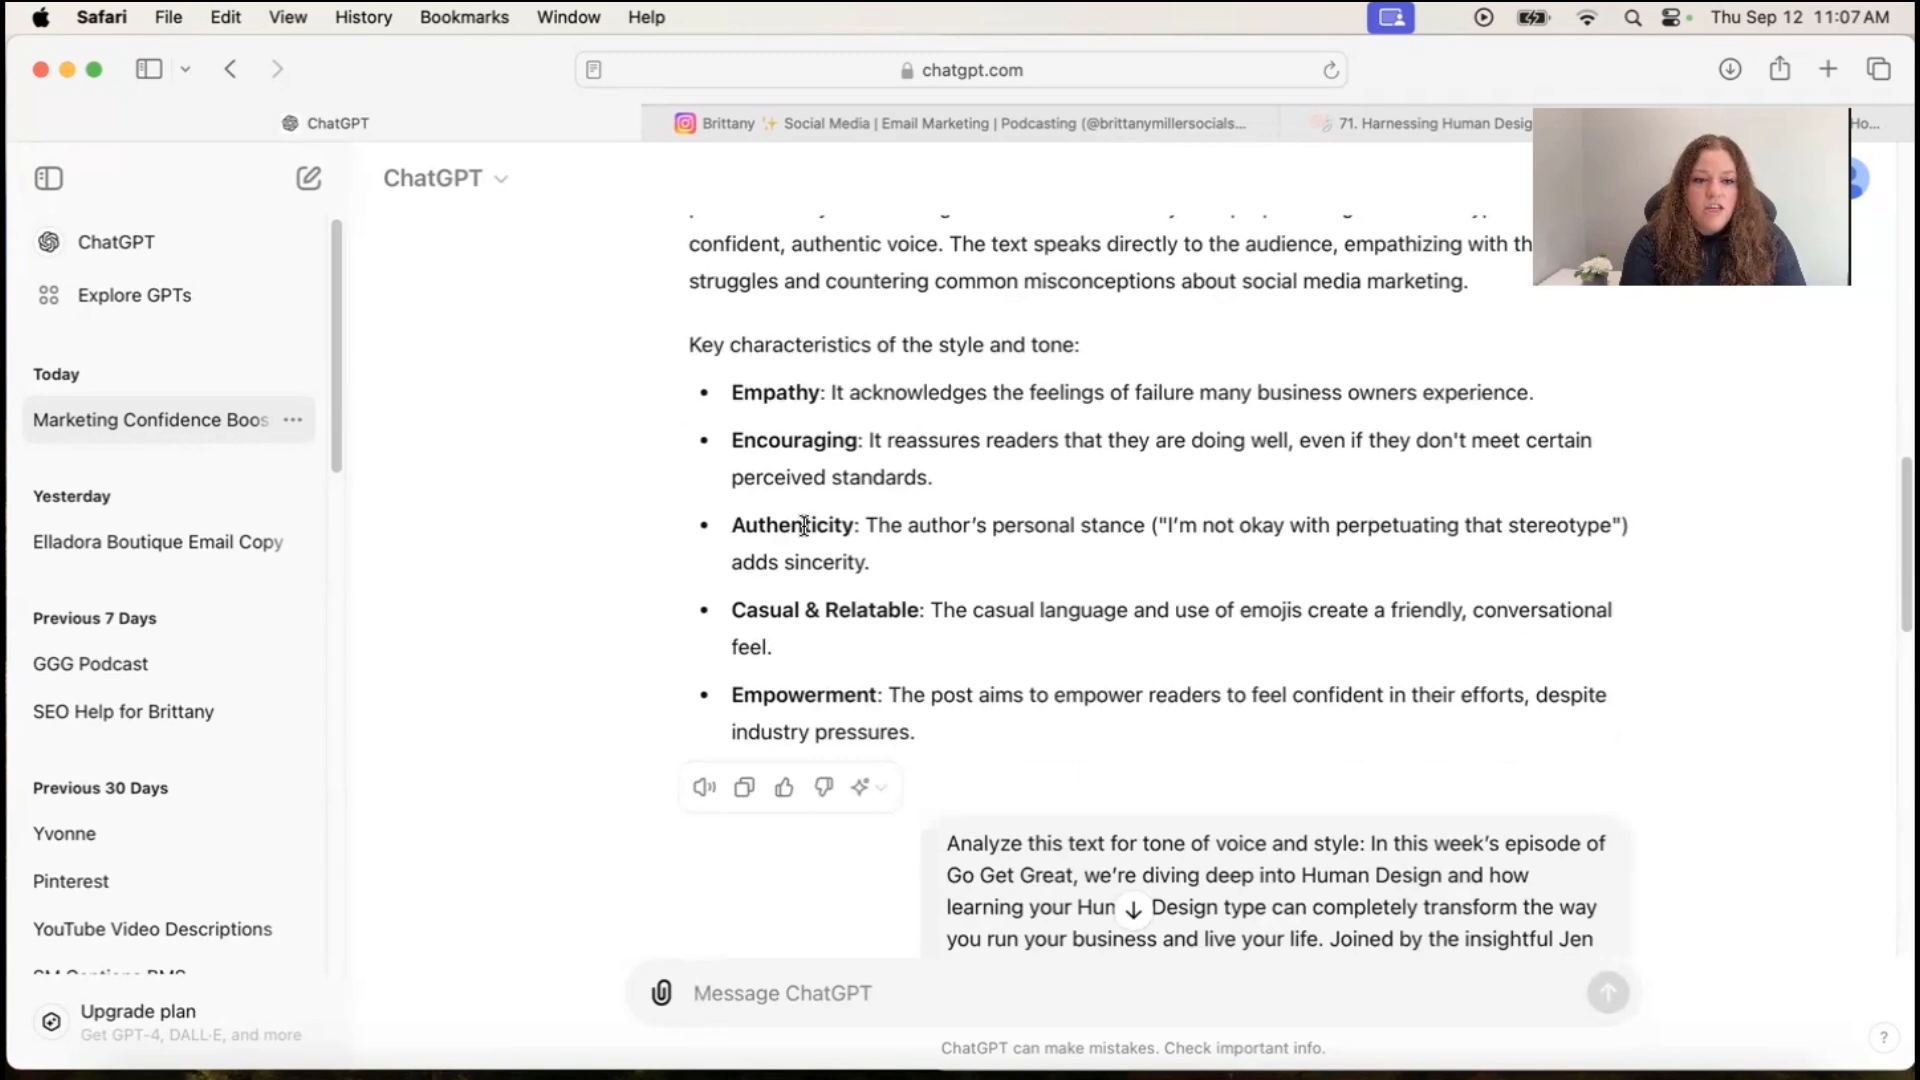 Safari File Edit View History Bookmarks Window Help Thu Sep 12 11:07 AM
chatgpt.com
ChatGPT
Brittany ✨ Social Media | Email Marketing | Podcasting (@brittanymillersocials...
71. Harnessing Human Desig
Ho...
ChatGPT
Explore GPTs
Today
Marketing Confidence Boos ...
Yesterday
Elladora Boutique Email Copy
Previous 7 Days
GGG Podcast
SEO Help for Brittany
Previous 30 Days
Yvonne
Pinterest
YouTube Video Descriptions
Upgrade plan
Get GPT-4, DALL·E, and more
ChatGPT
confident, authentic voice. The text speaks directly to the audience, empathizing with th
struggles and countering common misconceptions about social media marketing.
Key characteristics of the style and tone:
• Empathy: It acknowledges the feelings of failure many business owners experience.
• Encouraging: It reassures readers that they are doing well, even if they don't meet certain
perceived standards.
• Authenticity: The author's personal stance ("I'm not okay with perpetuating that stereotype")
adds sincerity.
• Casual & Relatable: The casual language and use of emojis create a friendly, conversational
feel.
• Empowerment: The post aims to empower readers to feel confident in their efforts, despite
industry pressures.
Analyze this text for tone of voice and style: In this week's episode of
Go Get Great, we're diving deep into Human Design and how
learning your Hun Design type can completely transform the way
you run your business and live your life. Joined by the insightful Jen
Message ChatGPT
ChatGPT can make mistakes. Check important info.
?